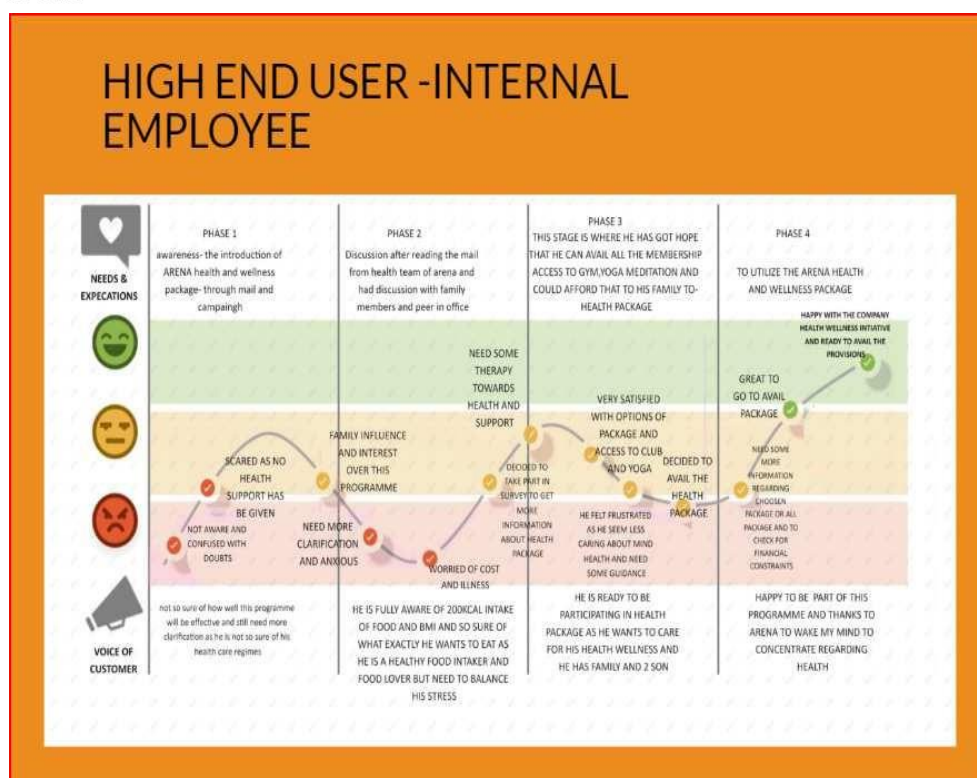 HIGH END USER -INTERNAL
EMPLOYEE
NEEDS &
EXPECATIONS
PHASE 1
awareness- the introduction of
ARENA health and wellness
package- through mail and
campaingh
PHASE 2
Discussion after reading the mail
from health team of arena and
had discussion with family
members and peer in office
PHASE 3
THIS STAGE IS WHERE HE HAS GOT HOPE
THAT HE CAN AVAIL ALL THE MEMBERSHIP
ACCESS TO GYM,YOGA MEDITATION AND
COULD AFFORD THAT TO HIS FAMILY TO-
HEALTH PACKAGE
PHASE 4
TO UTILIZE THE ARENA HEALTH
AND WELLNESS PACKAGE
SCARED AS NO
HEALTH
SUPPORT HAS
BE GIVEN
NOT AWARE AND
CONFUSED WITH
DOUBTS
FAMILY INFLUENCE
AND INTEREST
OVER THIS
PROGRAMME
NEED MORE
CLARIFICATION
AND ANXIOUS
WORRIED OF COST
AND ILLNESS
NEED SOME
THERAPY
TOWARDS
HEALTH AND
SUPPORT
DECIDED TO
TAKE PART IN
SURVEY TO GET
MORE
INFORMATION
ABOUT HEALTH
PACKAGE
VERY SATISFIED
WITH OPTIONS OF
PACKAGE AND
ACCESS TO CLUB
AND YOGA
HE FELT FRUSTRATED
AS HE SEEM LESS
CARING ABOUT MIND
HEALTH AND NEED
SOME GUIDANCE
DECIDED TO
AVAIL THE
HEALTH
PACKAGE
HAPPY WITH THE COMPANY
HEALTH WELLNESS INTIATIVE
AND READY TO AVAIL THE
PROVISIONS
GREAT TO
GO TO AVAIL
PACKAGE
NEED SOME
MORE
INFORMATION
REGARDING
CHOOSEN
PACKAGE OR ALL
PACKAGE AND TO
CHECK FOR
FINANCIAL
CONSTRAINTS
VOICE OF
CUSTOMER
not so sure of how well this programme
will be effective and still need more
clarification as he is not so sure of his
health care regimes
HE IS FULLY AWARE OF 200KCAL INTAKE
OF FOOD AND BMI AND SO SURE OF
WHAT EXACTLY HE WANTS TO EAT AS
HE IS A HEALTHY FOOD INTAKER AND
FOOD LOVER BUT NEED TO BALANCE
HIS STRESS
HE IS READY TO BE
PARTICIPATING IN HEALTH
PACKAGE AS HE WANTS TO CARE
FOR HIS HEALTH WELLNESS AND
HE HAS FAMILY AND 2 SON
HAPPY TO BE PART OF THIS
PROGRAMME AND THANKS TO
ARENA TO WAKE MY MIND TO
CONCENTRATE REGARDING
HEALTH